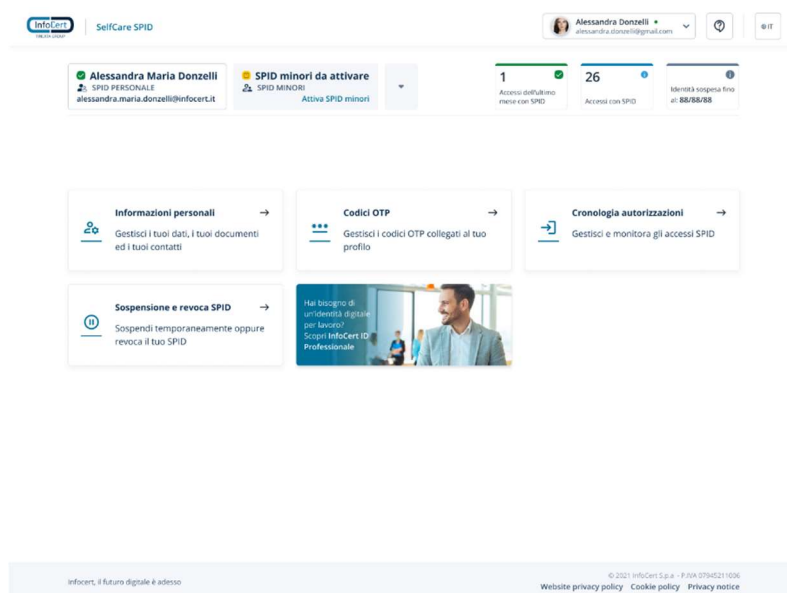 InfoCert
TINEXTA GROUP
SelfCare SPID
Alessandra Donzelli
alessandra.donzelli@gmail.com
IT
Alessandra Maria Donzelli
SPID PERSONALE
alessandra.maria.donzelli@infocert.it
SPID minori da attivare
SPID MINORI
Attiva SPID minori
1
Accessi dell'ultimo
mese con SPID
26
Accessi con SPID
Identità sospesa fino
al: 88/88/88
Informazioni personali
Gestisci i tuoi dati, i tuoi documenti
ed i tuoi contatti
Codici OTP
Gestisci i codici OTP collegati al tuo
profilo
Cronologia autorizzazioni
Gestisci e monitora gli accessi SPID
Sospensione e revoca SPID
Sospendi temporaneamente oppure
revoca il tuo SPID
Hai bisogno di
un'identità digitale
per lavoro?
Scopri InfoCert ID
Professionale
Infocert, il futuro digitale è adesso
© 2021 InfoCert S.p.a. - P.IVA 07945211006
Website privacy policy Cookie policy Privacy notice